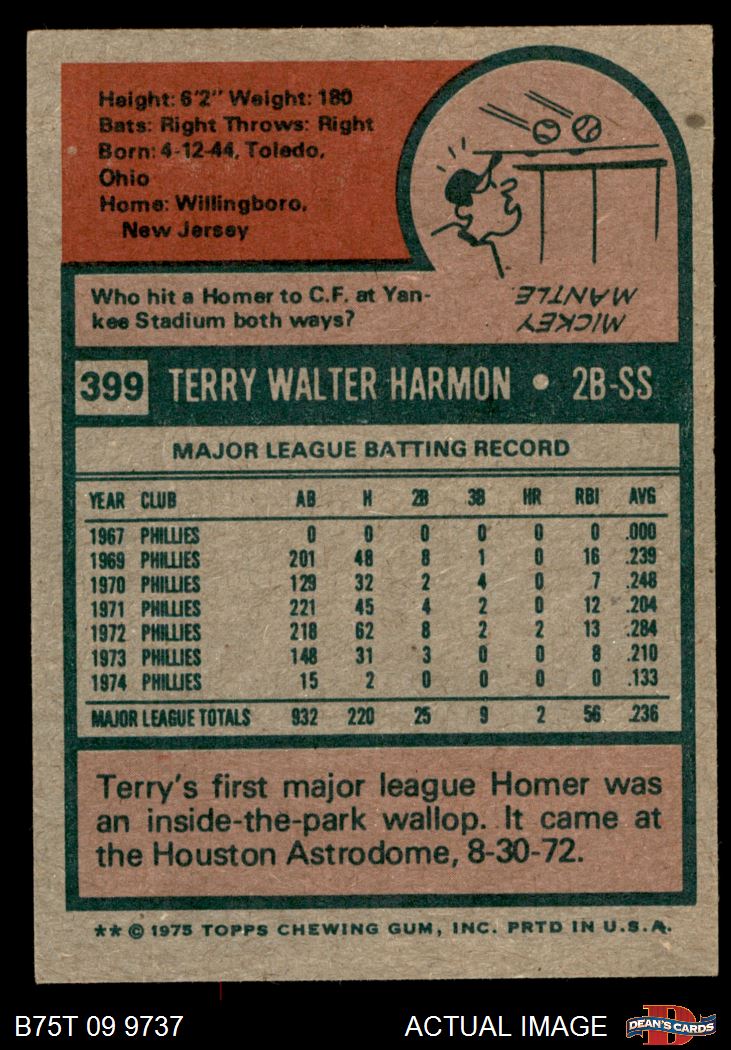 Height: 6'2" Weight: 180
Bats: Right Throws: Right
Born: 4-12-44, Toledo,
Ohio
Home: Willingboro,
New Jersey
Who hit a Homer to C.F. at Yan-
kee Stadium both ways?
MICKEY
MANTLE
399 TERRY WALTER HARMON • 2B-SS
MAJOR LEAGUE BATTING RECORD
YEAR CLUB AB H 2B 3B HR RBI AVG
1967 PHILLIES 0 0 0 0 0 0 .000
1969 PHILLIES 201 48 8 1 0 16 .239
1970 PHILLIES 129 32 2 4 0 7 .248
1971 PHILLIES 221 45 4 2 0 12 .204
1972 PHILLIES 218 62 8 2 2 13 .284
1973 PHILLIES 148 31 3 0 0 8 .210
1974 PHILLIES 15 2 0 0 0 0 .133
MAJOR LEAGUE TOTALS 932 220 25 9 2 56 .236
Terry's first major league Homer was
an inside-the-park wallop. It came at
the Houston Astrodome, 8-30-72.
** © 1975 TOPPS CHEWING GUM, INC. PRTD IN U.S.A.
B75T 09 9737 ACTUAL IMAGE DEAN'S CARDS